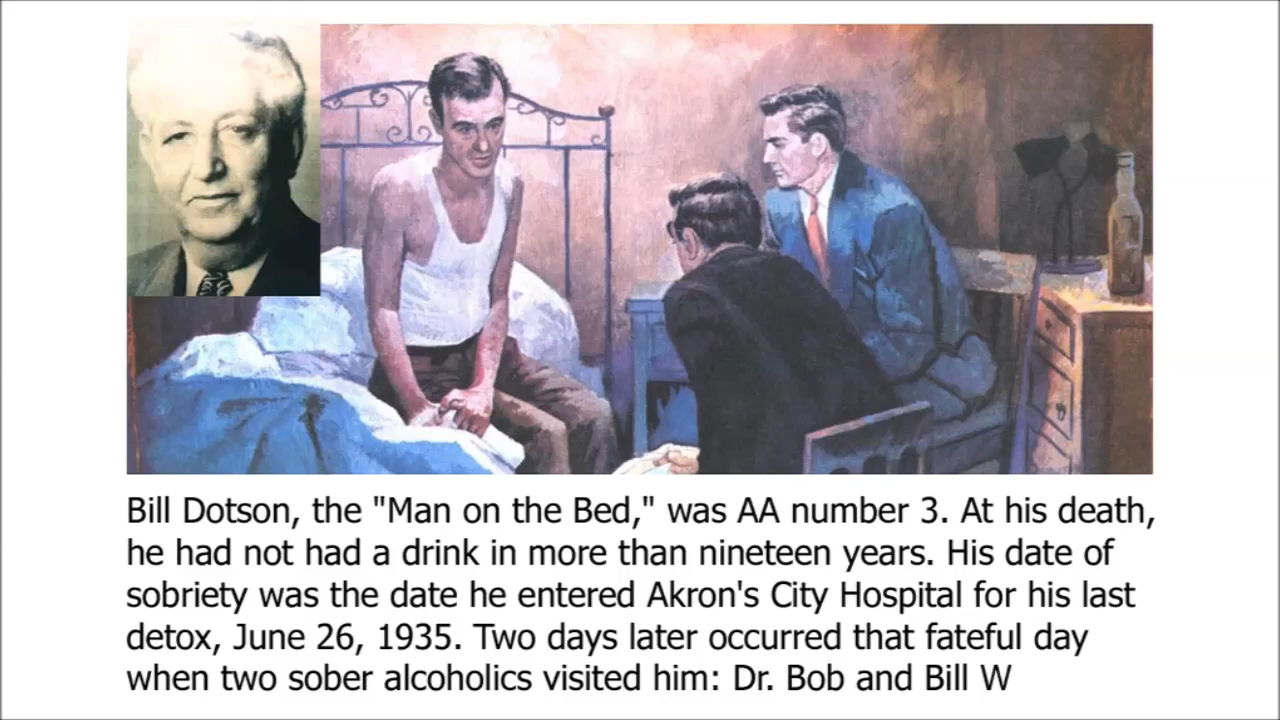 Bill Dotson, the "Man on the Bed," was AA number 3. At his death,
he had not had a drink in more than nineteen years. His date of
sobriety was the date he entered Akron's City Hospital for his last
detox, June 26, 1935. Two days later occurred that fateful day
when two sober alcoholics visited him: Dr. Bob and Bill W